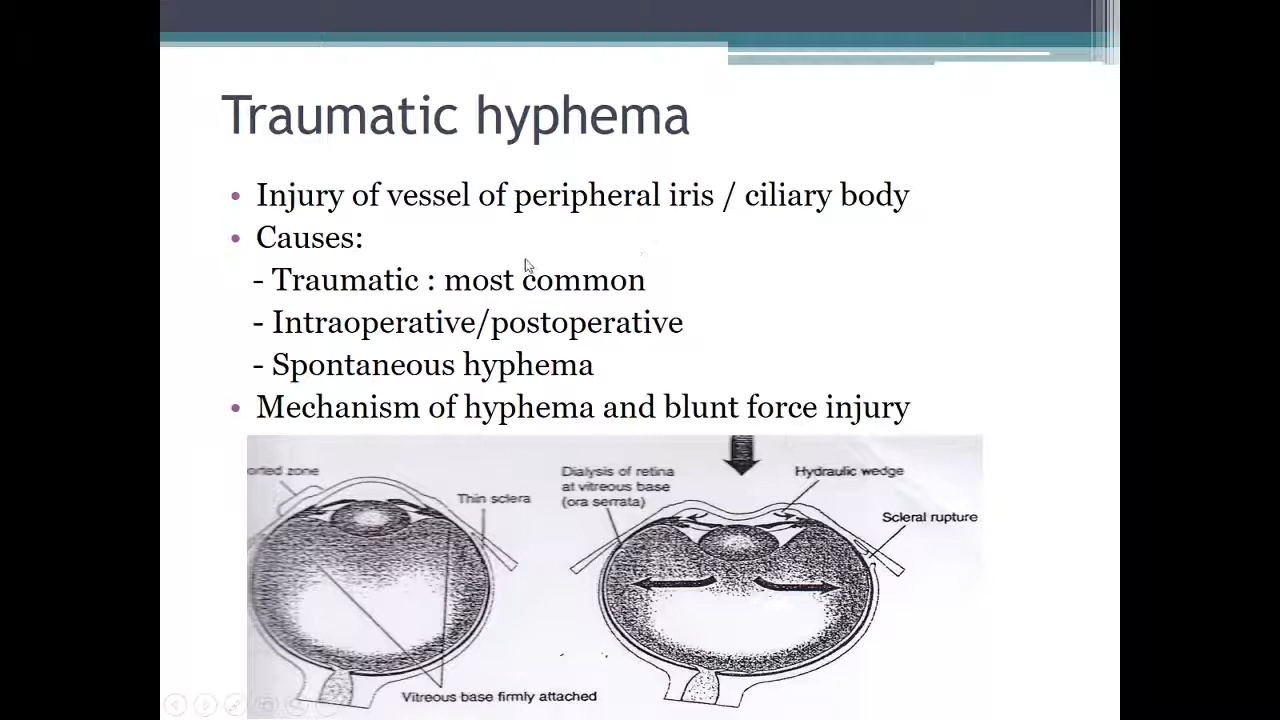 Traumatic hyphema
• Injury of vessel of peripheral iris / ciliary body
• Causes:
- Traumatic : most common
- Intraoperative/postoperative
- Spontaneous hyphema
• Mechanism of hyphema and blunt force injury
orted zone
Thin sclera
Vitreous base firmly attached
Dialysis of retina
at vitreous base
(ora serrata)
Hydraulic wedge
Scleral rupture